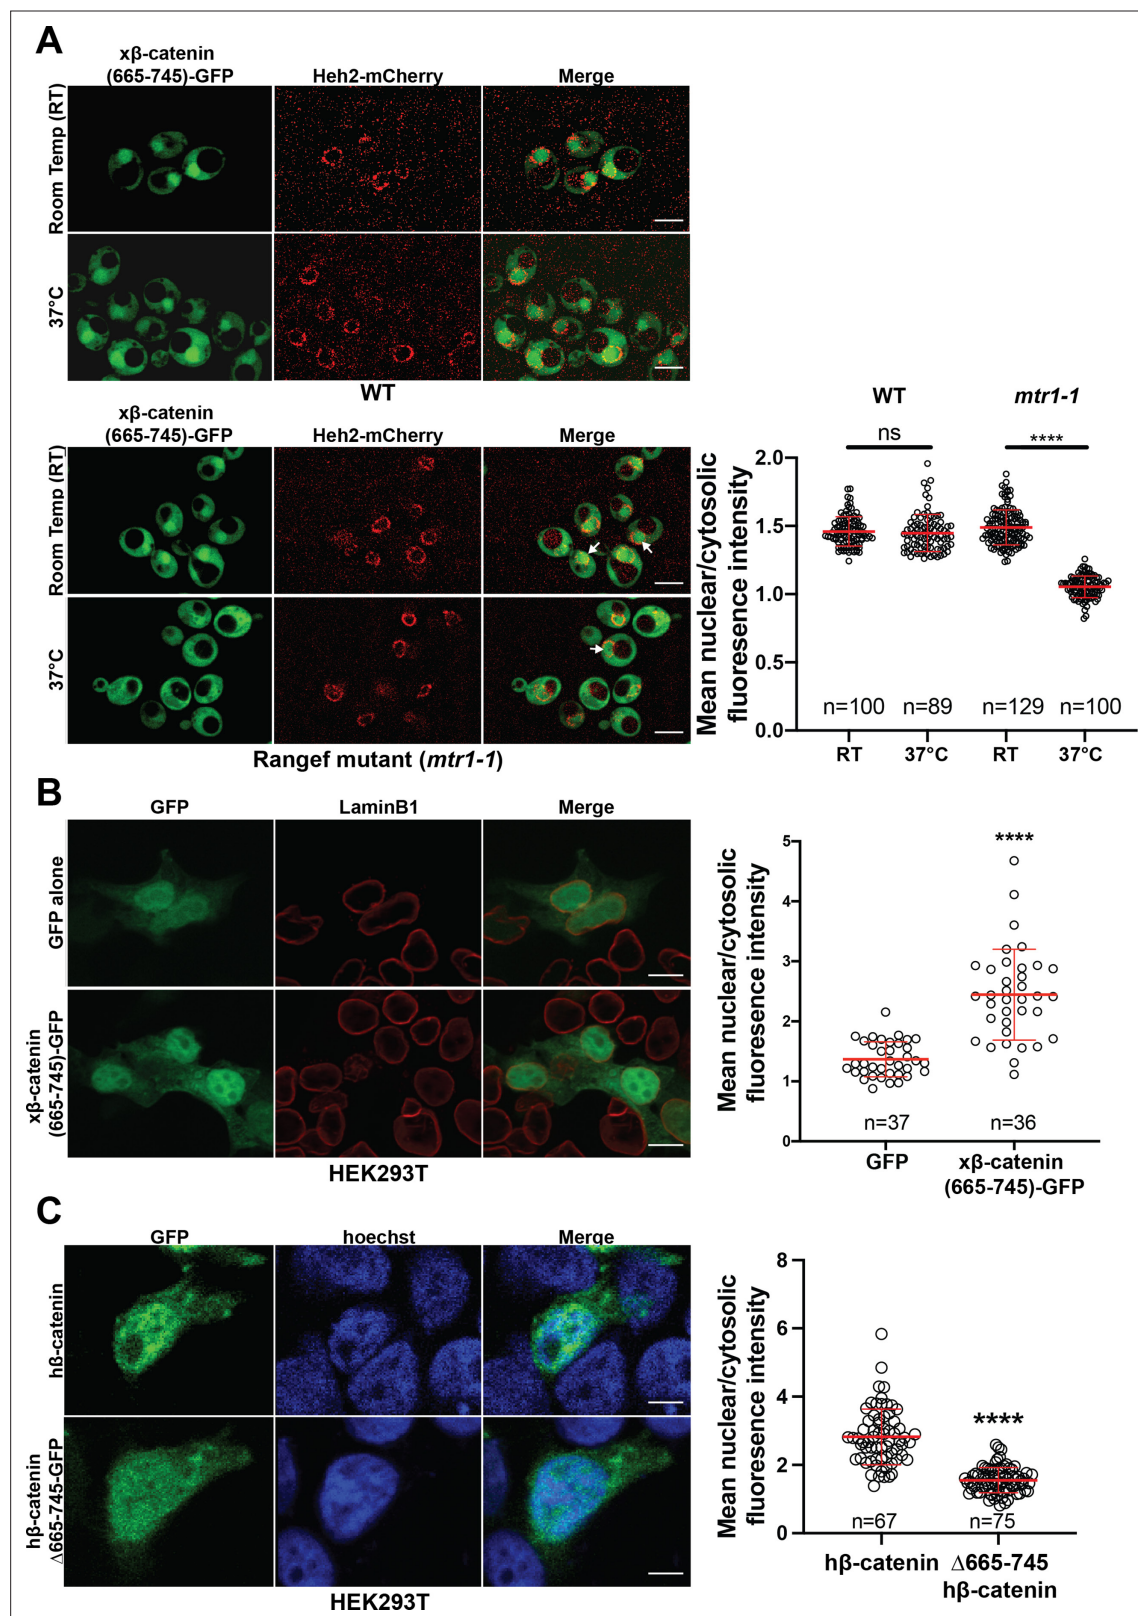 A
xβ-catenin
(665-745)-GFP
Heh2-mCherry
Merge
Room Temp (RT)
37°C
WT
xβ-catenin
(665-745)-GFP
Heh2-mCherry
Merge
Room Temp (RT)
37°C
Rangef mutant (mtr1-1)
WT
mtr1-1
ns
****
Mean nuclear/cytosolic
fluoresence intensity
2.0
1.5
1.0
0.5
0.0
n=100
n=89
n=129
n=100
RT
37°C
RT
37°C
B
GFP
LaminB1
Merge
GFP alone
xβ-catenin
(665-745)-GFP
HEK293T
Mean nuclear/cytosolic
fluoresence intensity
5
4
3
2
1
0
****
n=37
n=36
GFP
xβ-catenin
(665-745)-GFP
C
GFP
hoechst
Merge
hβ-catenin
hβ-catenin
Δ665-745-GFP
HEK293T
Mean nuclear/cytosolic
fluoresence intensity
8
6
4
2
0
****
n=67
n=75
hβ-catenin
Δ665-745
hβ-catenin